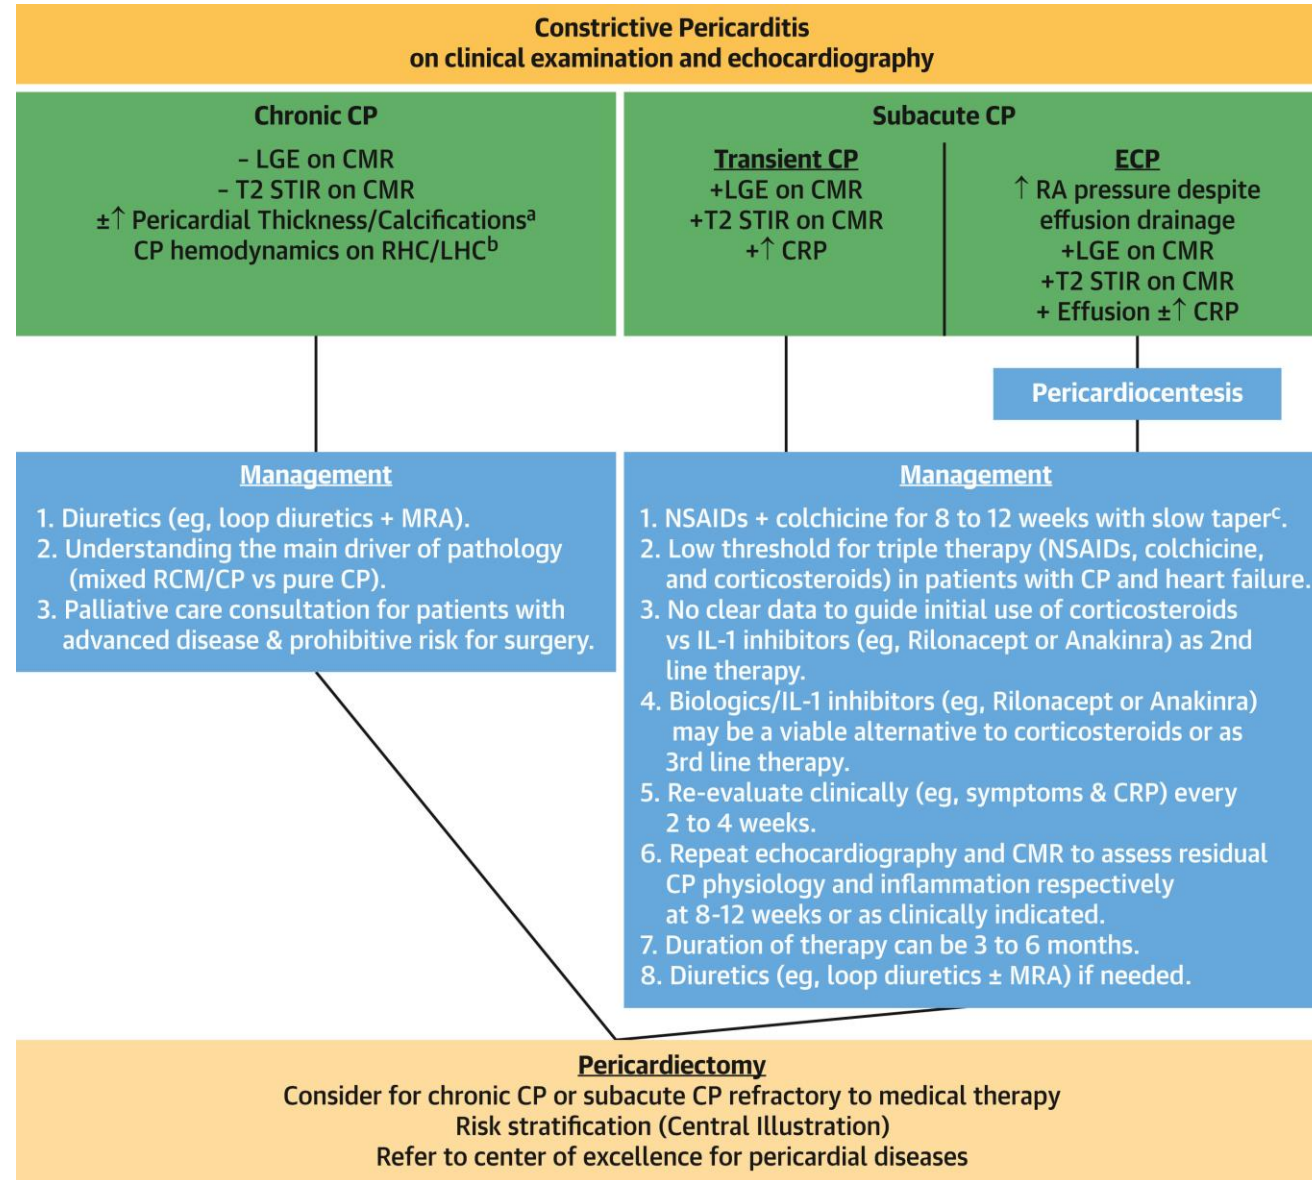 Constrictive Pericarditis
on clinical examination and echocardiography
Chronic CP
- LGE on CMR
- T2 STIR on CMR
±↑ Pericardial Thickness/Calcificationsᵃ
CP hemodynamics on RHC/LHCᵇ
Subacute CP
Transient CP
+LGE on CMR
+T2 STIR on CMR
+↑ CRP
ECP
↑ RA pressure despite
effusion drainage
+LGE on CMR
+T2 STIR on CMR
+ Effusion ±↑ CRP
Pericardiocentesis
Management
1. Diuretics (eg, loop diuretics + MRA).
2. Understanding the main driver of pathology
(mixed RCM/CP vs pure CP).
3. Palliative care consultation for patients with
advanced disease & prohibitive risk for surgery.
Management
1. NSAIDs + colchicine for 8 to 12 weeks with slow taperᶜ.
2. Low threshold for triple therapy (NSAIDs, colchicine,
and corticosteroids) in patients with CP and heart failure.
3. No clear data to guide initial use of corticosteroids
vs IL-1 inhibitors (eg, Rilonacept or Anakinra) as 2nd
line therapy.
4. Biologics/IL-1 inhibitors (eg, Rilonacept or Anakinra)
may be a viable alternative to corticosteroids or as
3rd line therapy.
5. Re-evaluate clinically (eg, symptoms & CRP) every
2 to 4 weeks.
6. Repeat echocardiography and CMR to assess residual
CP physiology and inflammation respectively
at 8-12 weeks or as clinically indicated.
7. Duration of therapy can be 3 to 6 months.
8. Diuretics (eg, loop diuretics ± MRA) if needed.
Pericardiectomy
Consider for chronic CP or subacute CP refractory to medical therapy
Risk stratification (Central Illustration)
Refer to center of excellence for pericardial diseases